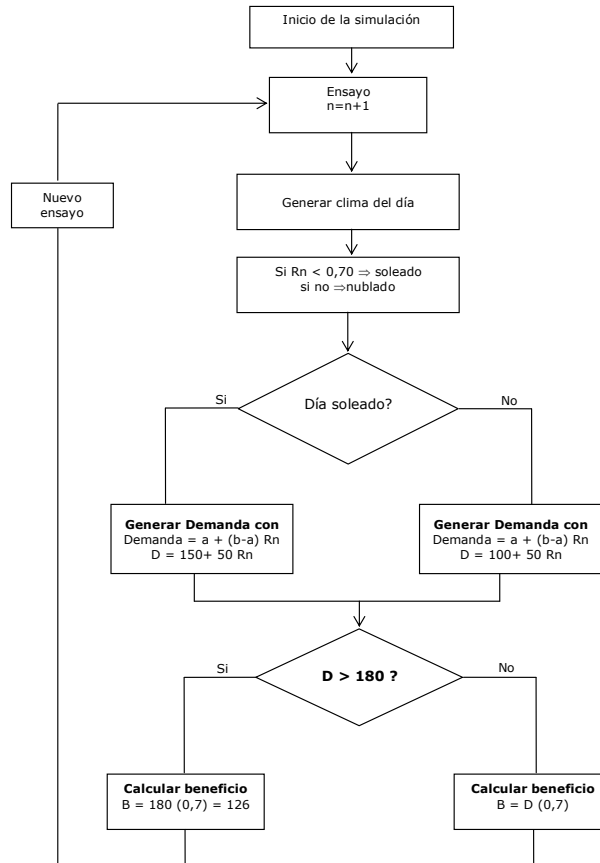 Inicio de la simulación
Ensayo
n=n+1
Nuevo
ensayo
Generar clima del día
Si Rn < 0,70 ⇒ soleado
si no ⇒nublado
Si
Día soleado?
No
Generar Demanda con
Demanda = a + (b-a) Rn
D = 150+ 50 Rn
Generar Demanda con
Demanda = a + (b-a) Rn
D = 100+ 50 Rn
Si
D > 180 ?
No
Calcular beneficio
B = 180 (0,7) = 126
Calcular beneficio
B = D (0,7)